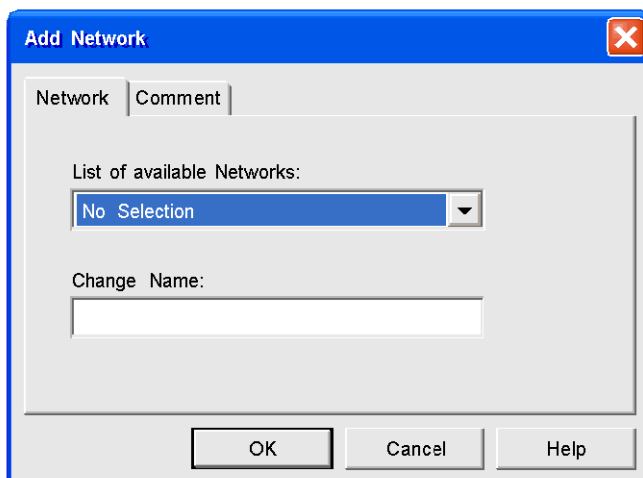 Add Network
Network Comment
List of available Networks:
No Selection
Change Name:
OK Cancel Help